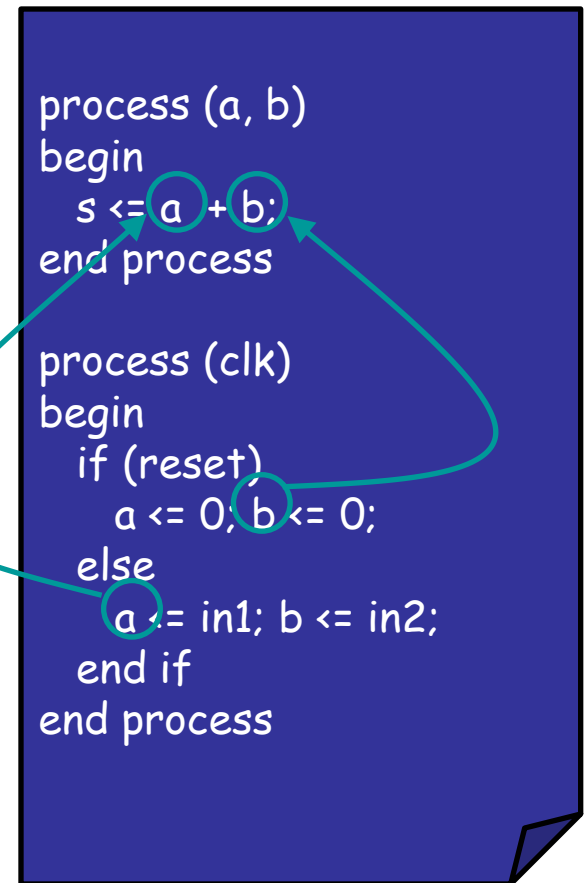 process (a, b)
begin
s <= a + b;
end process
process (clk)
begin
if (reset)
a <= 0; b <= 0;
else
a <= in1; b <= in2;
end if
end process